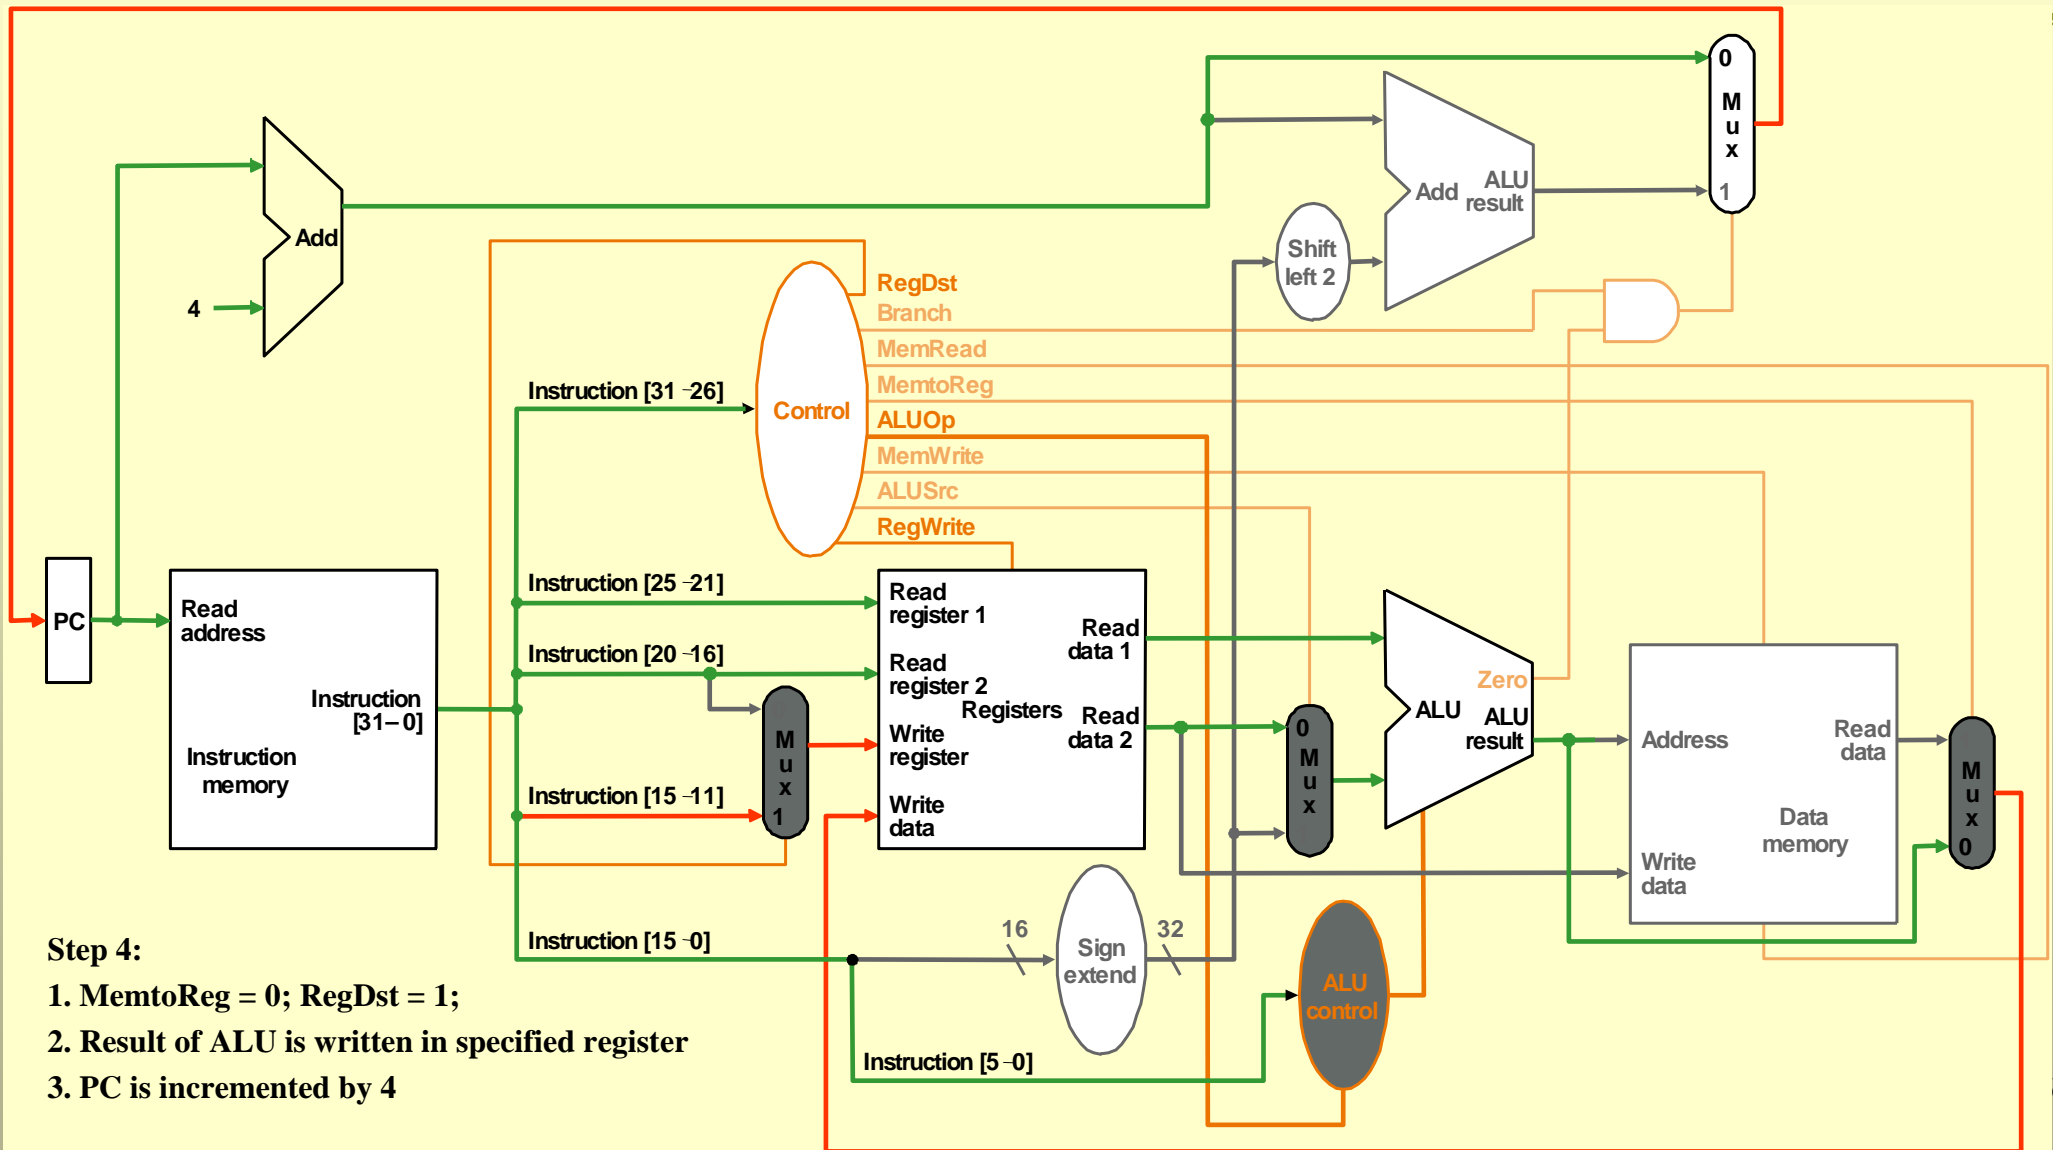 0
M
u
x
1
Add
ALU
result
Shift
left 2
Add
4
RegDst
Branch
MemRead
MemtoReg
ALUOp
MemWrite
ALUSrc
RegWrite
Control
Instruction [31–26]
Instruction [25–21]
Instruction [20–16]
Instruction [15–11]
Instruction [15–0]
Instruction [5–0]
PC
Read
address
Instruction
[31–0]
Instruction
memory
M
u
x
1
Read
register 1
Read
register 2
Registers
Write
register
Write
data
Read
data 1
Read
data 2
0
M
u
x
Zero
ALU
ALU
result
Address
Read
data
Data
memory
Write
data
M
u
x
0
16
Sign
extend
32
ALU
control
Step 4:
1. MemtoReg = 0; RegDst = 1;
2. Result of ALU is written in specified register
3. PC is incremented by 4